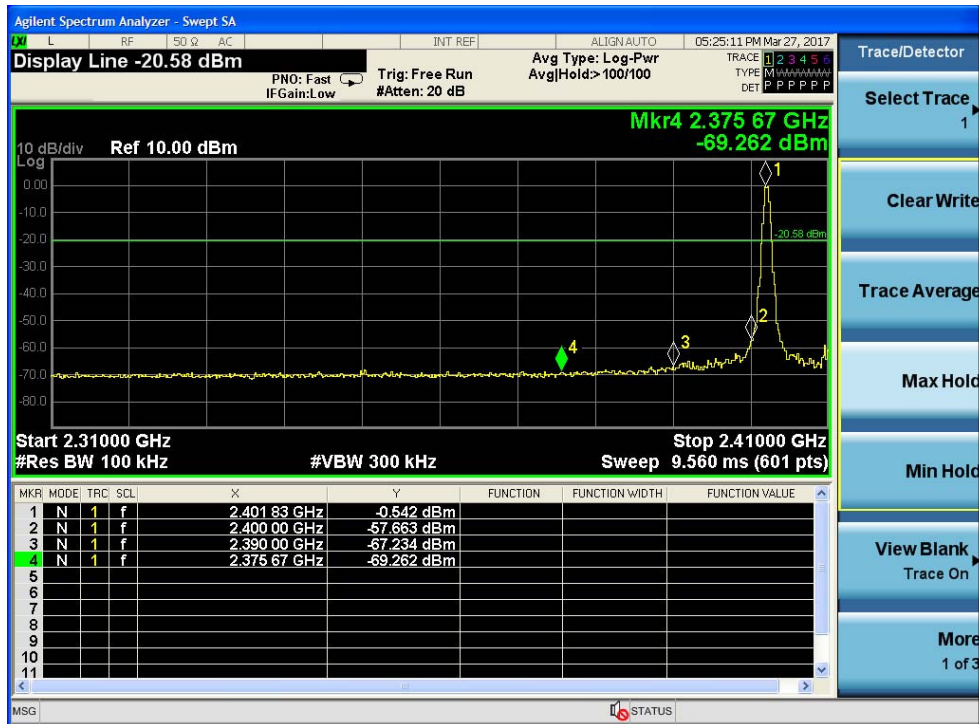 Agilent Spectrum Analyzer - Swept SA
LXI L RF 50 Ω AC INT REF ALIGN AUTO 05:25:11 PM Mar 27, 2017
Display Line -20.58 dBm
PNO: Fast
IFGain:Low
Trig: Free Run
#Atten: 20 dB
Avg Type: Log-Pwr
Avg|Hold:>100/100
TRACE 1 2 3 4 5 6
TYPE M WWWWW
DET P P P P P P
Mkr4 2.375 67 GHz
-69.262 dBm
10 dB/div Ref 10.00 dBm
Log
0.00
-10.0
-20.0
-30.0
-40.0
-50.0
-60.0
-70.0
-80.0
1
-20.58 dBm
2
3
4
Start 2.31000 GHz Stop 2.41000 GHz
#Res BW 100 kHz #VBW 300 kHz Sweep 9.560 ms (601 pts)
MKR MODE TRC SCL X Y FUNCTION FUNCTION WIDTH FUNCTION VALUE
1 N 1 f 2.401 83 GHz -0.542 dBm
2 N 1 f 2.400 00 GHz -57.663 dBm
3 N 1 f 2.390 00 GHz -67.234 dBm
4 N 1 f 2.375 67 GHz -69.262 dBm
5
6
7
8
9
10
11
MSG STATUS
Trace/Detector
Select Trace
1
Clear Write
Trace Average
Max Hold
Min Hold
View Blank
Trace On
More
1 of 3